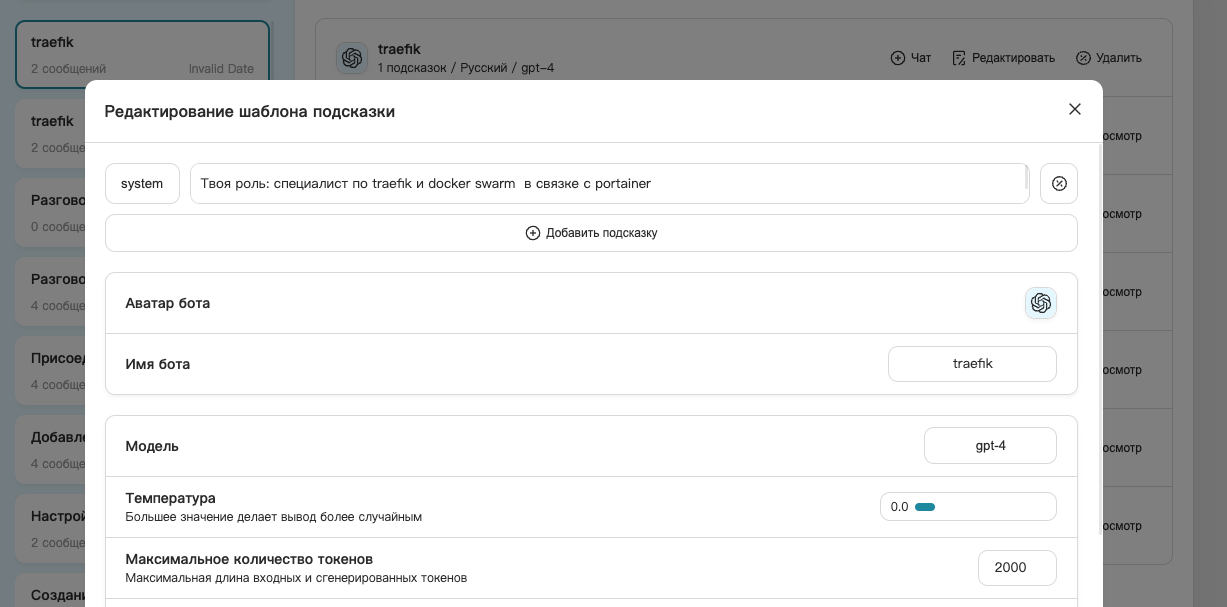 traefik
2 сообщений Invalid Date
traefik
1 подсказок / Русский / gpt-4
Чат Редактировать Удалить
Редактирование шаблона подсказки
traefik
2 сообще
Разгово
0 сообще
Разгово
4 сообще
Присоед
4 сообще
Добавле
4 сообще
Настрой
2 сообще
Создани
осмотр
осмотр
осмотр
осмотр
осмотр
осмотр
system
Твоя роль: специалист по traefik и docker swarm в связке с portainer
Добавить подсказку
Аватар бота
Имя бота
traefik
Модель
gpt-4
Температура
Большее значение делает вывод более случайным
0.0
Максимальное количество токенов
Максимальная длина входных и сгенерированных токенов
2000